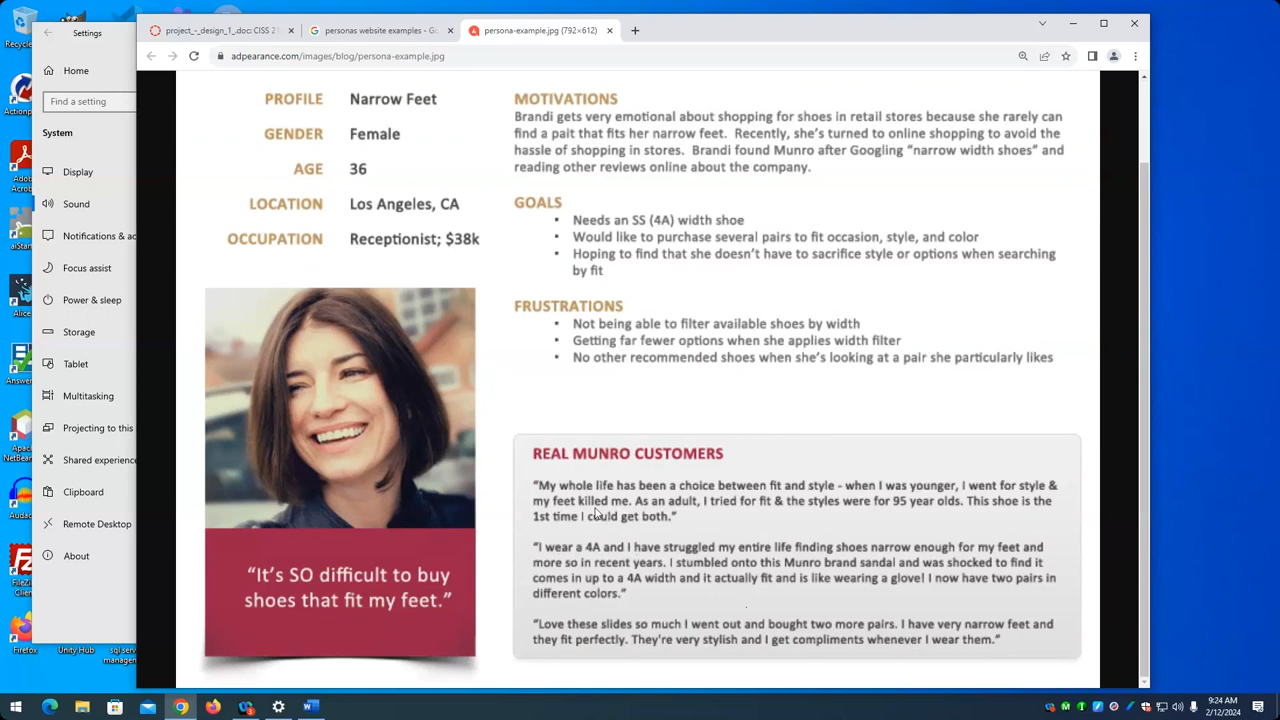 Recycle
Settings
project_-_design_1_.doc: CISS 2
personas website examples - Go
persona-example.jpg (792×612)
adpearance.com/images/blog/persona-example.jpg
Home
Find a setting
System
Display
Sound
Notifications & ac
Focus assist
Power & sleep
Storage
Tablet
Multitasking
Projecting to this
Shared experience
Clipboard
Remote Desktop
About
PROFILE Narrow Feet
GENDER Female
AGE 36
LOCATION Los Angeles, CA
OCCUPATION Receptionist; $38k
“It’s SO difficult to buy
shoes that fit my feet.”
MOTIVATIONS
Brandi gets very emotional about shopping for shoes in retail stores because she rarely can
find a pait that fits her narrow feet. Recently, she’s turned to online shopping to avoid the
hassle of shopping in stores. Brandi found Munro after Googling “narrow width shoes” and
reading other reviews online about the company.
GOALS
▪ Needs an SS (4A) width shoe
▪ Would like to purchase several pairs to fit occasion, style, and color
▪ Hoping to find that she doesn’t have to sacrifice style or options when searching
by fit
FRUSTRATIONS
▪ Not being able to filter available shoes by width
▪ Getting far fewer options when she applies width filter
▪ No other recommended shoes when she’s looking at a pair she particularly likes
REAL MUNRO CUSTOMERS
“My whole life has been a choice between fit and style - when I was younger, I went for style &
my feet killed me. As an adult, I tried for fit & the styles were for 95 year olds. This shoe is the
1st time I could get both.”
“I wear a 4A and I have struggled my entire life finding shoes narrow enough for my feet and
more so in recent years. I stumbled onto this Munro brand sandal and was shocked to find it
comes in up to a 4A width and it actually fit and is like wearing a glove! I now have two pairs in
different colors.”
“Love these slides so much I went out and bought two more pairs. I have very narrow feet and
they fit perfectly. They're very stylish and I get compliments whenever I wear them.”
Firefox
Unity Hub
sql serv
manager
9:24 AM
2/12/2024